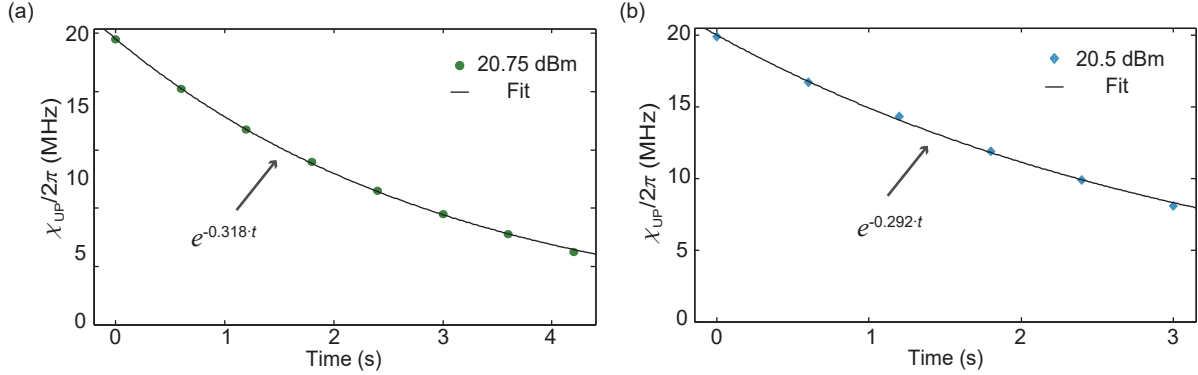 (a)
20
15
10
5
0
χUP/2π (MHz)
20.75 dBm
Fit
e-0.318·t
0 1 2 3 4
Time (s)
(b)
20
15
10
5
0
χUP/2π (MHz)
20.5 dBm
Fit
e-0.292·t
0 1 2 3
Time (s)